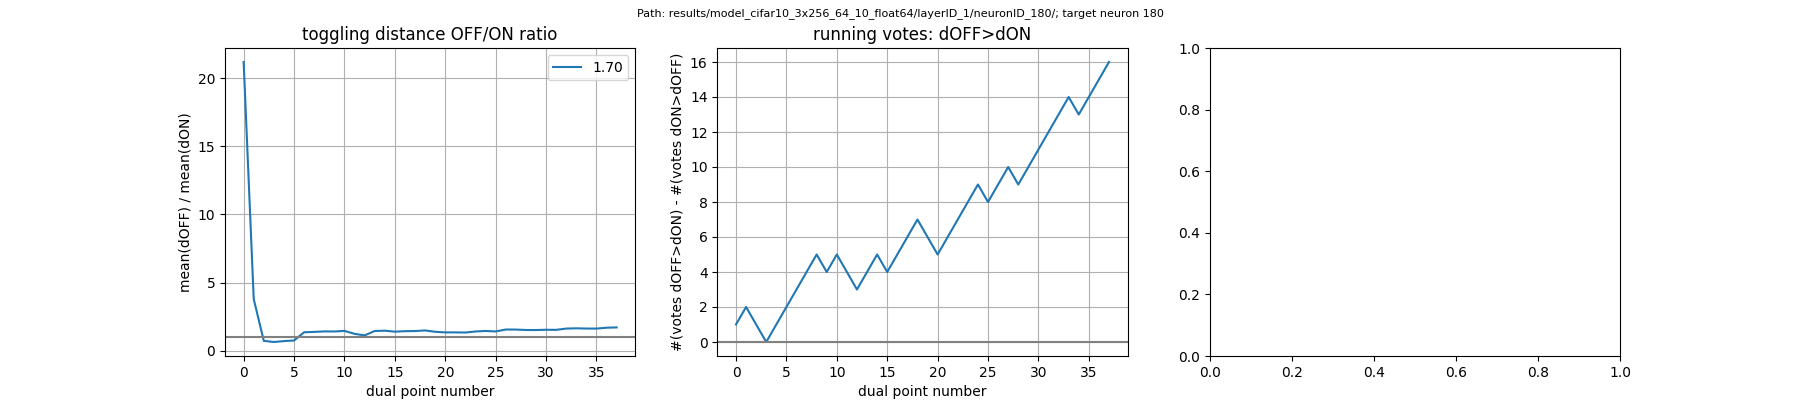 Path: results/model_cifar10_3x256_64_10_float64/layerID_1/neuronID_180/; target neuron 180
toggling distance OFF/ON ratio
mean(dOFF) / mean(dON)
20
15
10
5
0
1.70
0 5 10 15 20 25 30 35
dual point number
running votes: dOFF>dON
#(votes dOFF>dON) - #(votes dON>dOFF)
16
14
12
10
8
6
4
2
0
0 5 10 15 20 25 30 35
dual point number
1.0
0.8
0.6
0.4
0.2
0.0
0.0 0.2 0.4 0.6 0.8 1.0